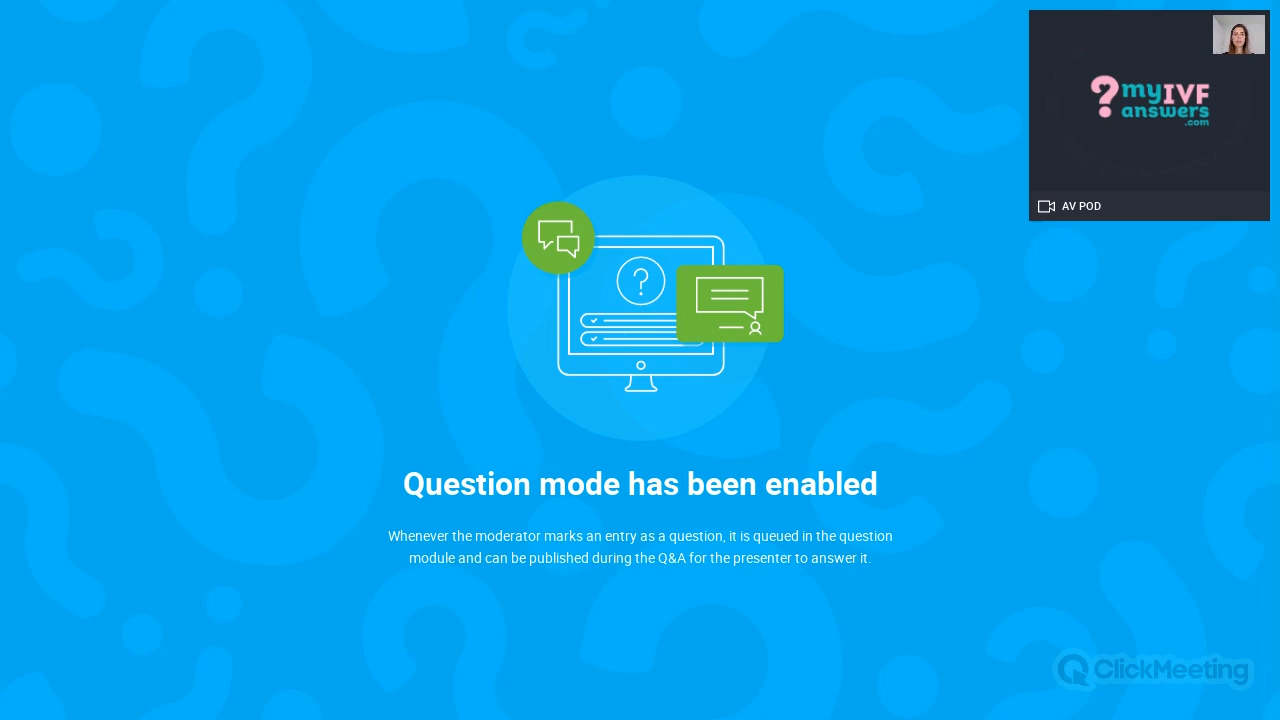 myIVF
answers
.com
AV POD
Question mode has been enabled
Whenever the moderator marks an entry as a question, it is queued in the question
module and can be published during the Q&A for the presenter to answer it.
ClickMeeting